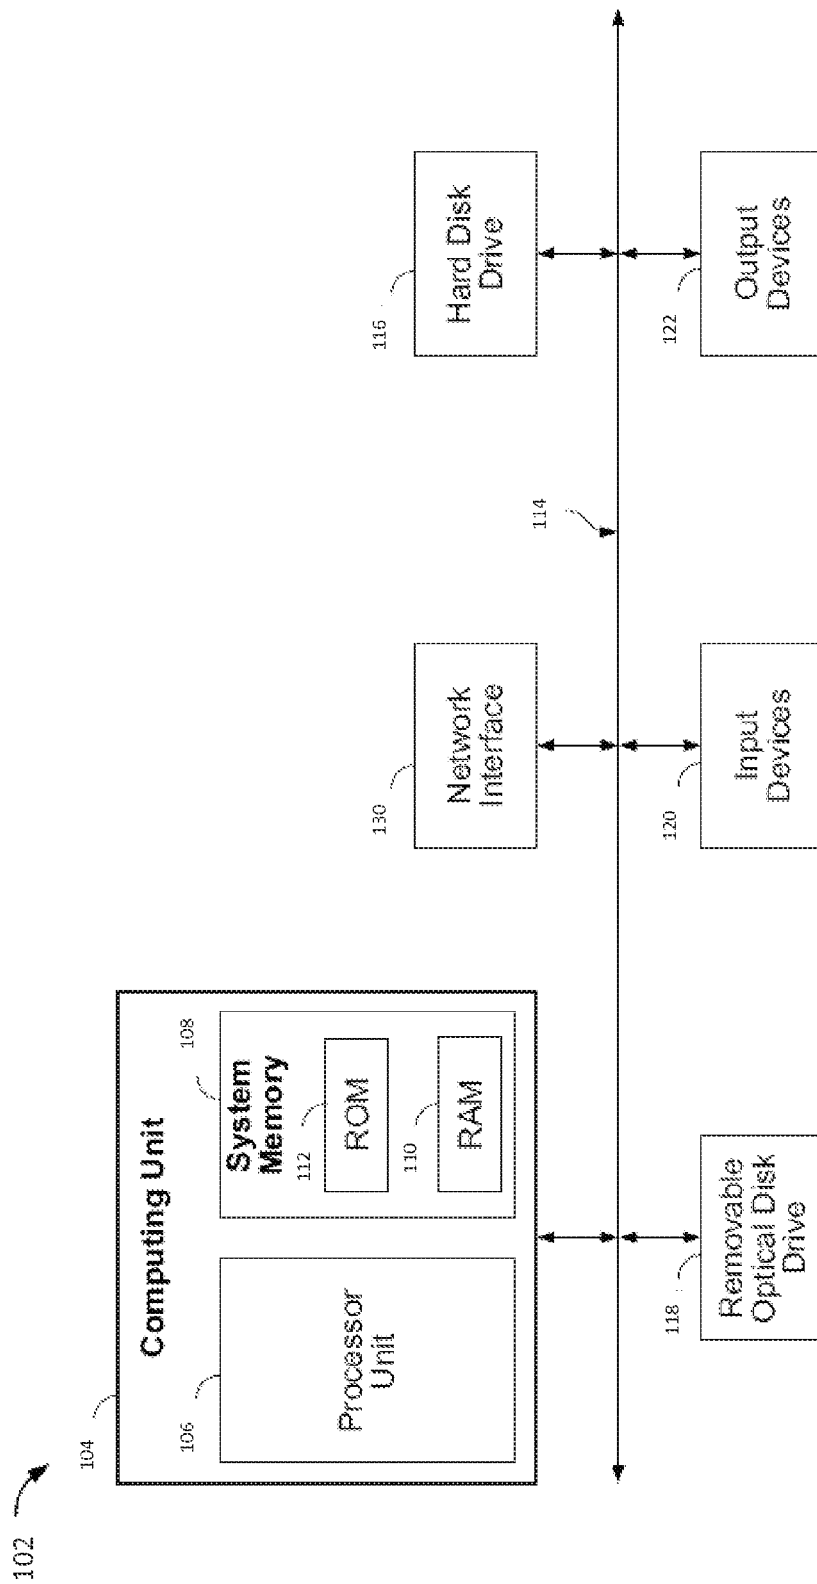 102
104
Computing Unit
106
Processor
Unit
108
System
Memory
112
ROM
110
RAM
130
Network
Interface
116
Hard Disk
Drive
114
118
Removable
Optical Disk
Drive
120
Input
Devices
122
Output
Devices